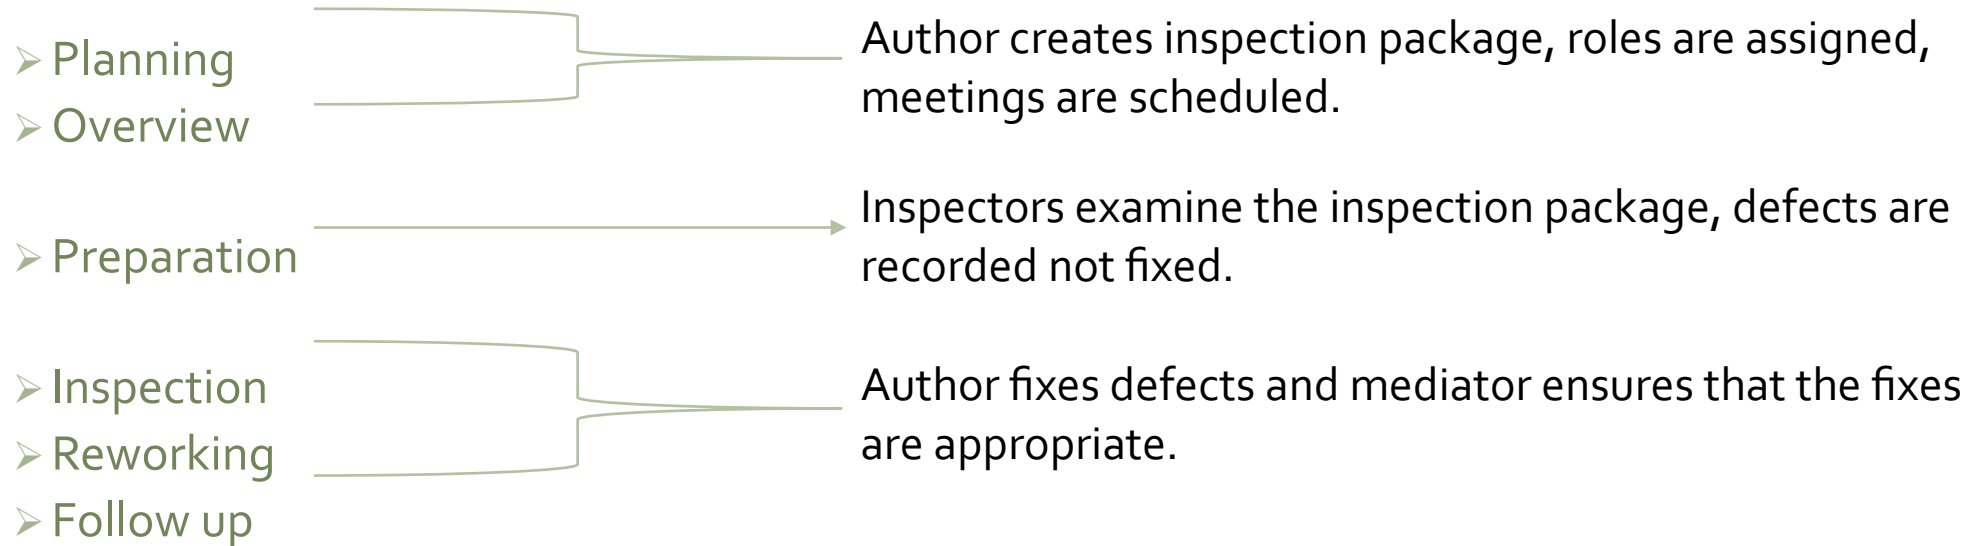 ➢ Planning
➢ Overview
Author creates inspection package, roles are assigned,
meetings are scheduled.
➢ Preparation
Inspectors examine the inspection package, defects are
recorded not fixed.
➢ Inspection
➢ Reworking
➢ Follow up
Author fixes defects and mediator ensures that the fixes
are appropriate.